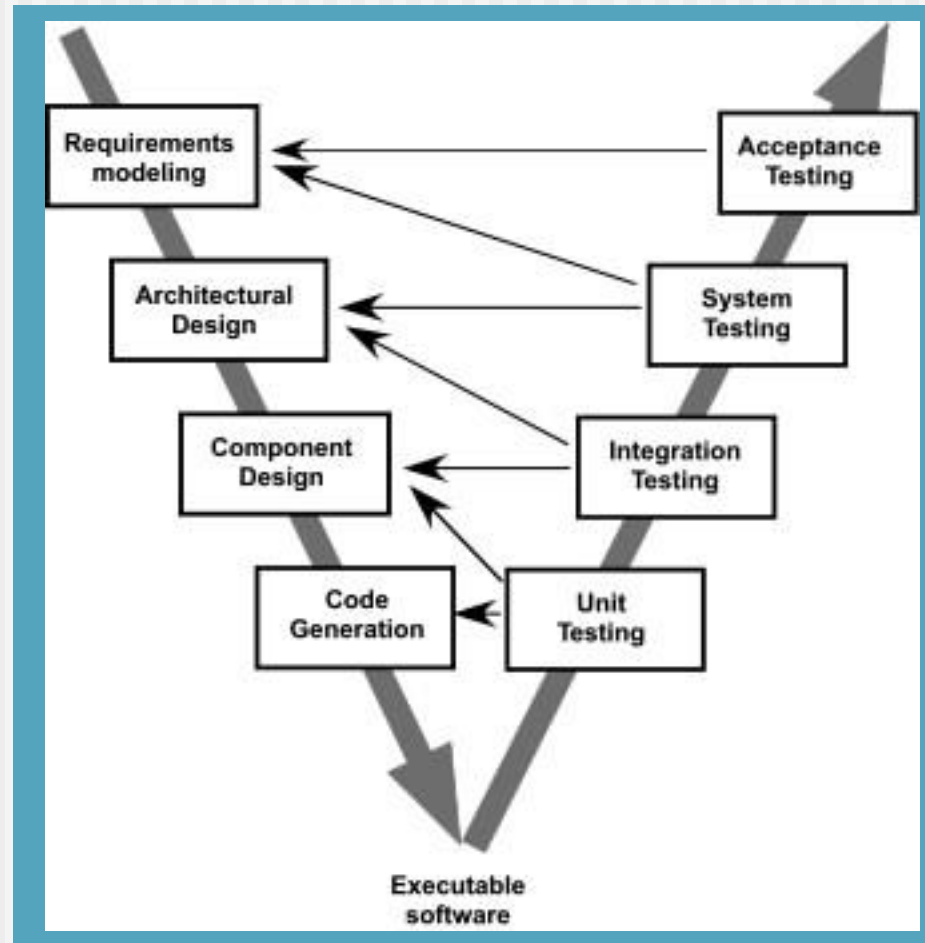 Requirements
modeling
Acceptance
Testing
Architectural
Design
System
Testing
Component
Design
Integration
Testing
Code
Generation
Unit
Testing
Executable
software